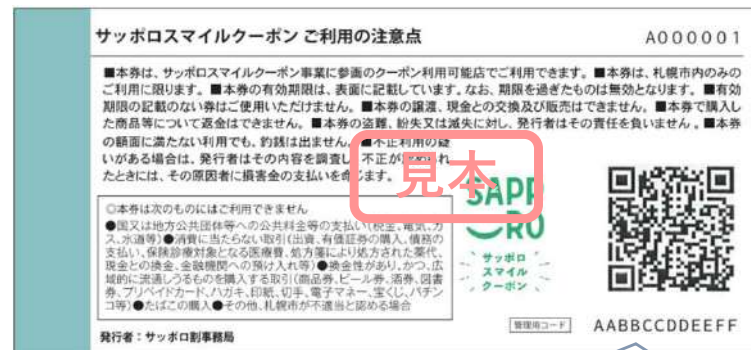 サッポロスマイルクーポン ご利用の注意点
A000001
■本券は、サッポロスマイルクーポン事業に参画のクーポン利用可能店でご利用できます。■本券は、札幌市内のみの
ご利用に限ります。■本券の有効期限は、表面に記載しています。なお、期限を過ぎたものは無効となります。■有効
期限の記載のない券はご使用いただけません。■本券の譲渡、現金との交換及び販売はできません。■本券で購入し
た商品等について返金はできません。■本券の盗難、紛失又は滅失に対し、発行者はその責任を負いません。■本券
の額面に満たない利用でも、釣銭は出ません。■不正利用の疑
いがある場合は、発行者はその内容を調査し、不正が認められ
たときには、その原因者に損害金の支払いを命じます。
見本
◎本券は次のものにはご利用できません
●国又は地方公共団体等への公共料金等の支払い(税金、電気、ガ
ス、水道等)●消費に当たらない取引(出資、有価証券の購入、債務の
支払い、保険診療対象となる医療費、処方箋により処方された薬代、
現金との換金、金融機関への預け入れ等)●換金性があり、かつ、広
域的に流通しうるものを購入する取引(商品券、ビール券、酒券、図書
券、プリペイドカード、ハガキ、印紙、切手、電子マネー、宝くじ、パチン
コ等)●たばこの購入●その他、札幌市が不適当と認める場合
SAPP
RO
サッポロ
スマイル
クーポン
発行者：サッポロ割事務局
管理用コード
AABBCCDDEEFF